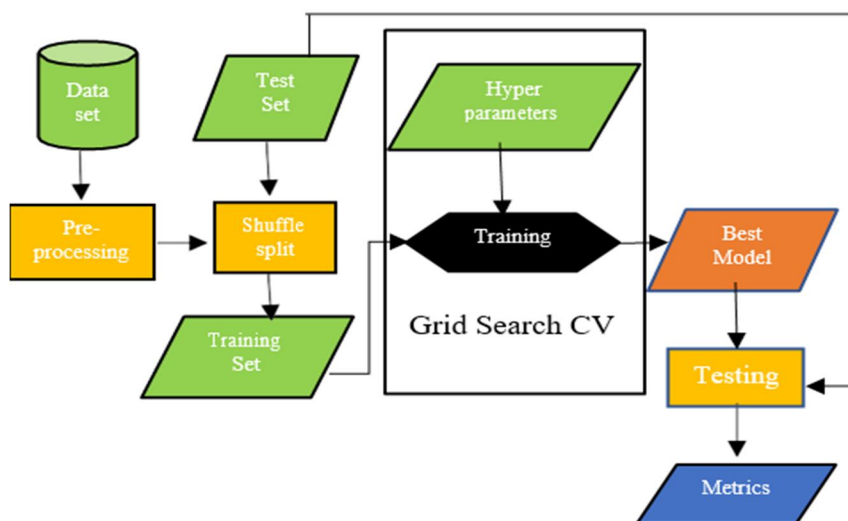 Data
set
Test
Set
Hyper
parameters
Pre-
processing
Shuffle
split
Training
Best
Model
Grid Search CV
Training
Set
Testing
Metrics